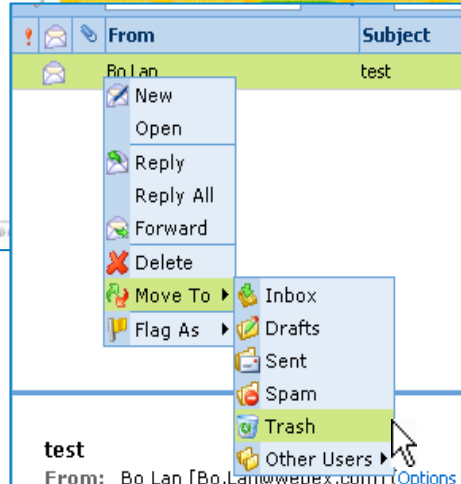 From Subject
Bo Lan test
New
Open
Reply
Reply All
Forward
Delete
Move To
Flag As
Inbox
Drafts
Sent
Spam
Trash
Other Users
test
From: Bo Lan [Bo.Lan@webex.com] [Options